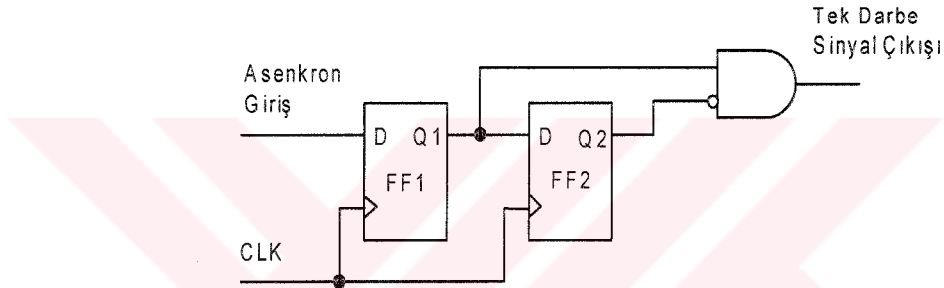 Tek Darbe
Sinyal Çıkışı
Asenkron
Giriş
D Q1
D Q2
FF1
FF2
CLK